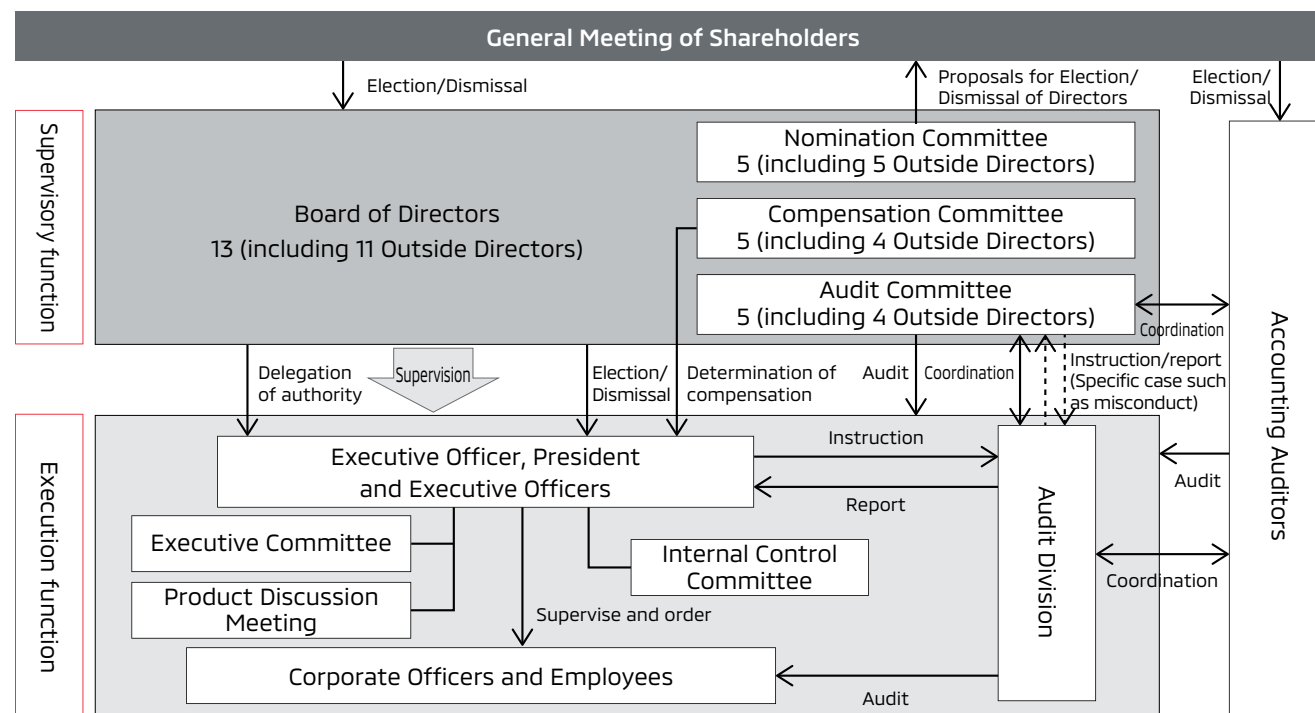 General Meeting of Shareholders
Election/Dismissal
Proposals for Election/
Dismissal of Directors
Election/
Dismissal
Supervisory function
Board of Directors
13 (including 11 Outside Directors)
Nomination Committee
5 (including 5 Outside Directors)
Compensation Committee
5 (including 4 Outside Directors)
Audit Committee
5 (including 4 Outside Directors)
Coordination
Accounting Auditors
Delegation
of authority
Supervision
Election/
Dismissal
Determination of
compensation
Audit
Coordination
Instruction/report
(Specific case such
as misconduct)
Execution function
Executive Officer, President
and Executive Officers
Instruction
Report
Audit Division
Audit
Executive Committee
Internal Control
Committee
Coordination
Product Discussion
Meeting
Supervise and order
Corporate Officers and Employees
Audit